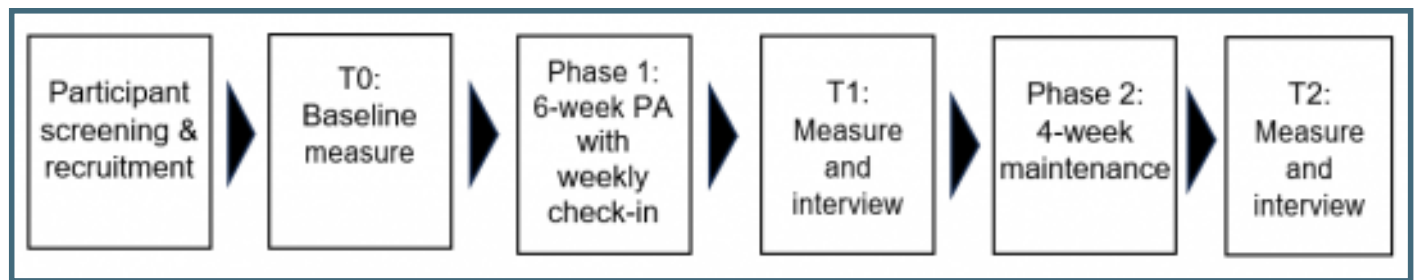 Participant
screening &
recruitment
T0:
Baseline
measure
Phase 1:
6-week PA
with
weekly
check-in
T1:
Measure
and
interview
Phase 2:
4-week
maintenance
T2:
Measure
and
interview